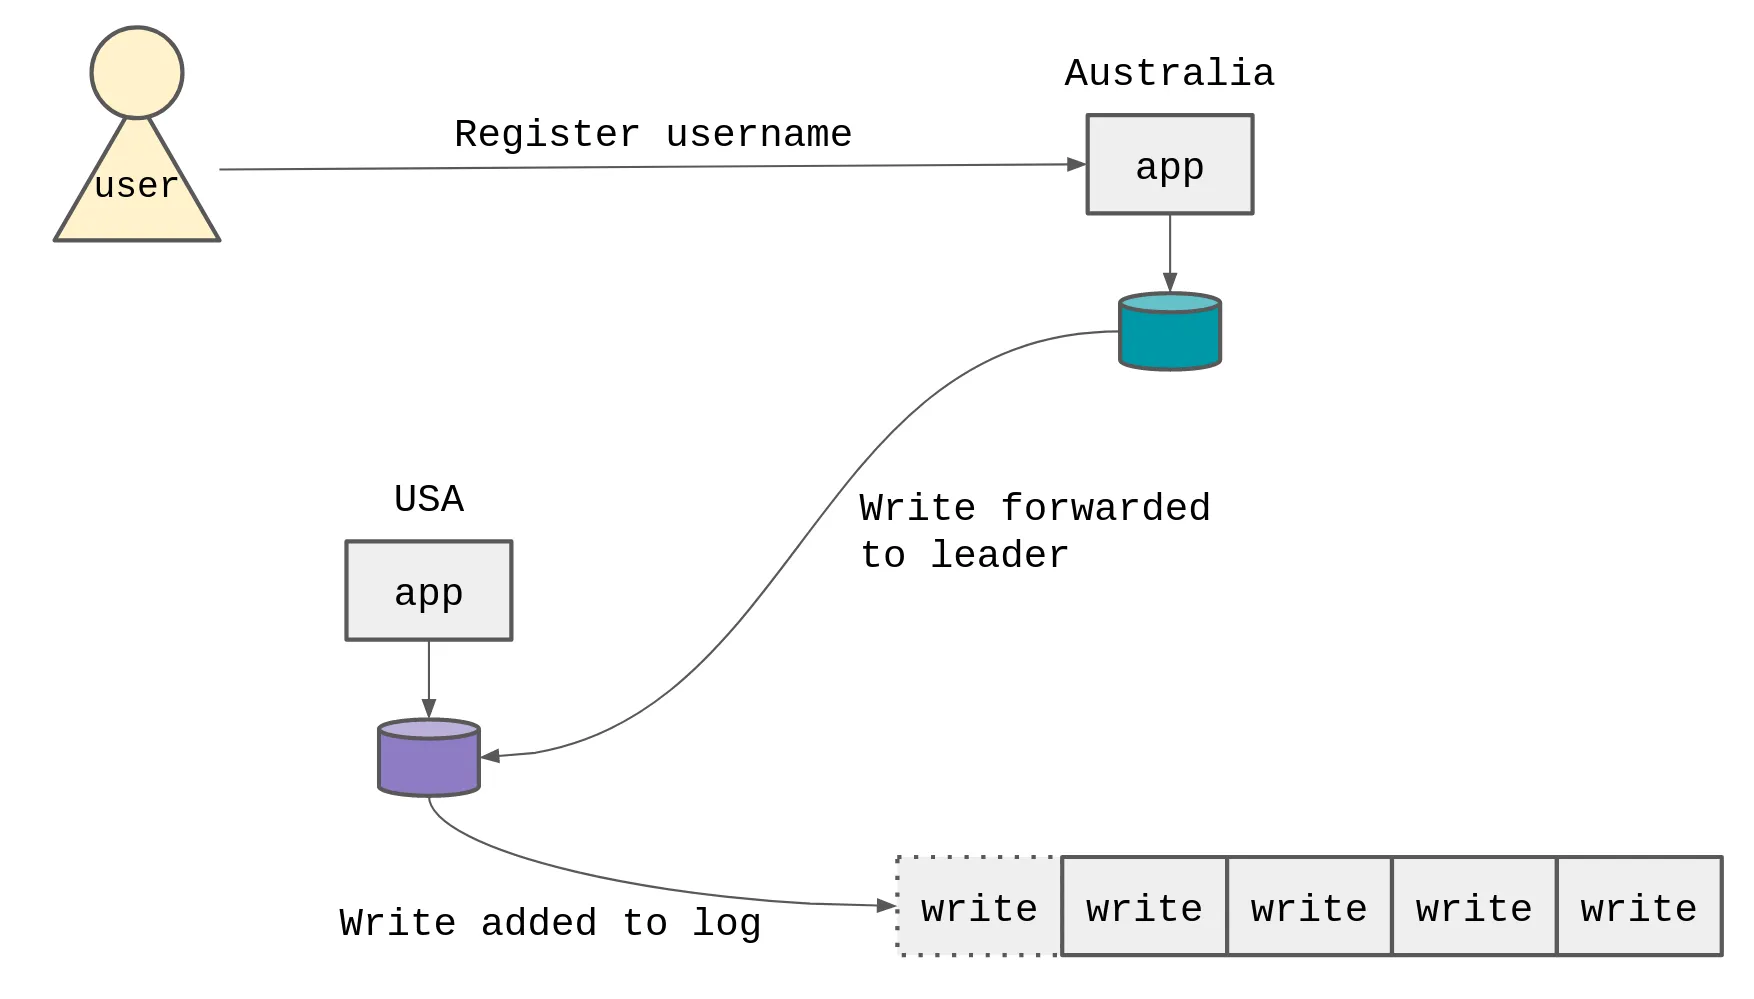 Australia
Register username
app
user
USA
Write forwarded
to leader
app
write write write write write
Write added to log